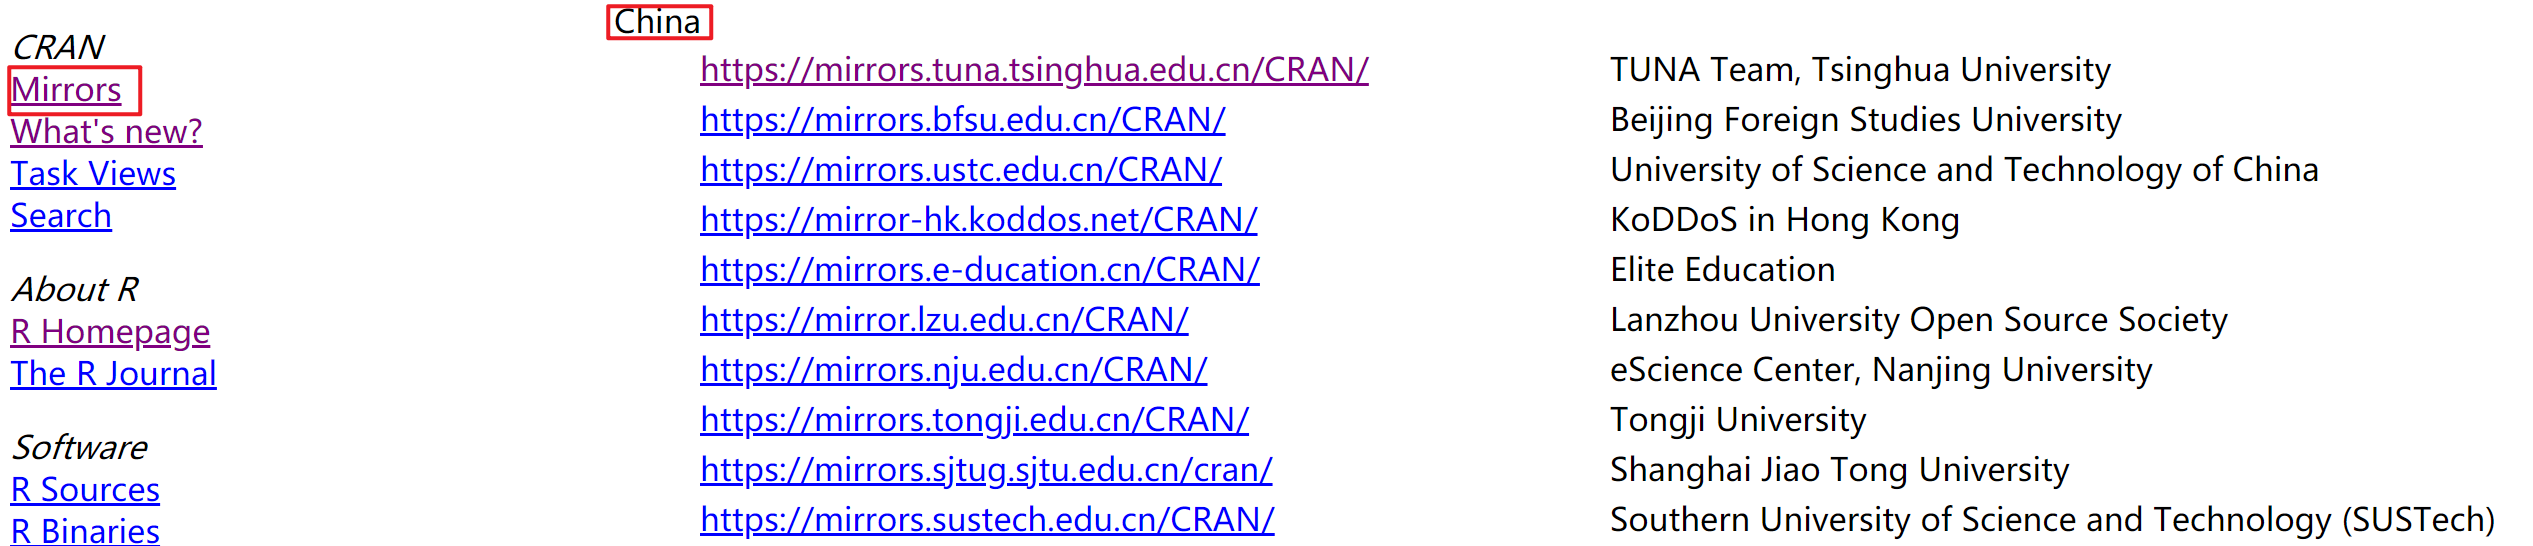 CRAN
Mirrors
What's new?
Task Views
Search
About R
R Homepage
The R Journal
Software
R Sources
R Binaries
China
https://mirrors.tuna.tsinghua.edu.cn/CRAN/ TUNA Team, Tsinghua University
https://mirrors.bfsu.edu.cn/CRAN/ Beijing Foreign Studies University
https://mirrors.ustc.edu.cn/CRAN/ University of Science and Technology of China
https://mirror-hk.koddos.net/CRAN/ KoDDoS in Hong Kong
https://mirrors.e-ducation.cn/CRAN/ Elite Education
https://mirror.lzu.edu.cn/CRAN/ Lanzhou University Open Source Society
https://mirrors.nju.edu.cn/CRAN/ eScience Center, Nanjing University
https://mirrors.tongji.edu.cn/CRAN/ Tongji University
https://mirrors.sjtug.sjtu.edu.cn/cran/ Shanghai Jiao Tong University
https://mirrors.sustech.edu.cn/CRAN/ Southern University of Science and Technology (SUSTech)